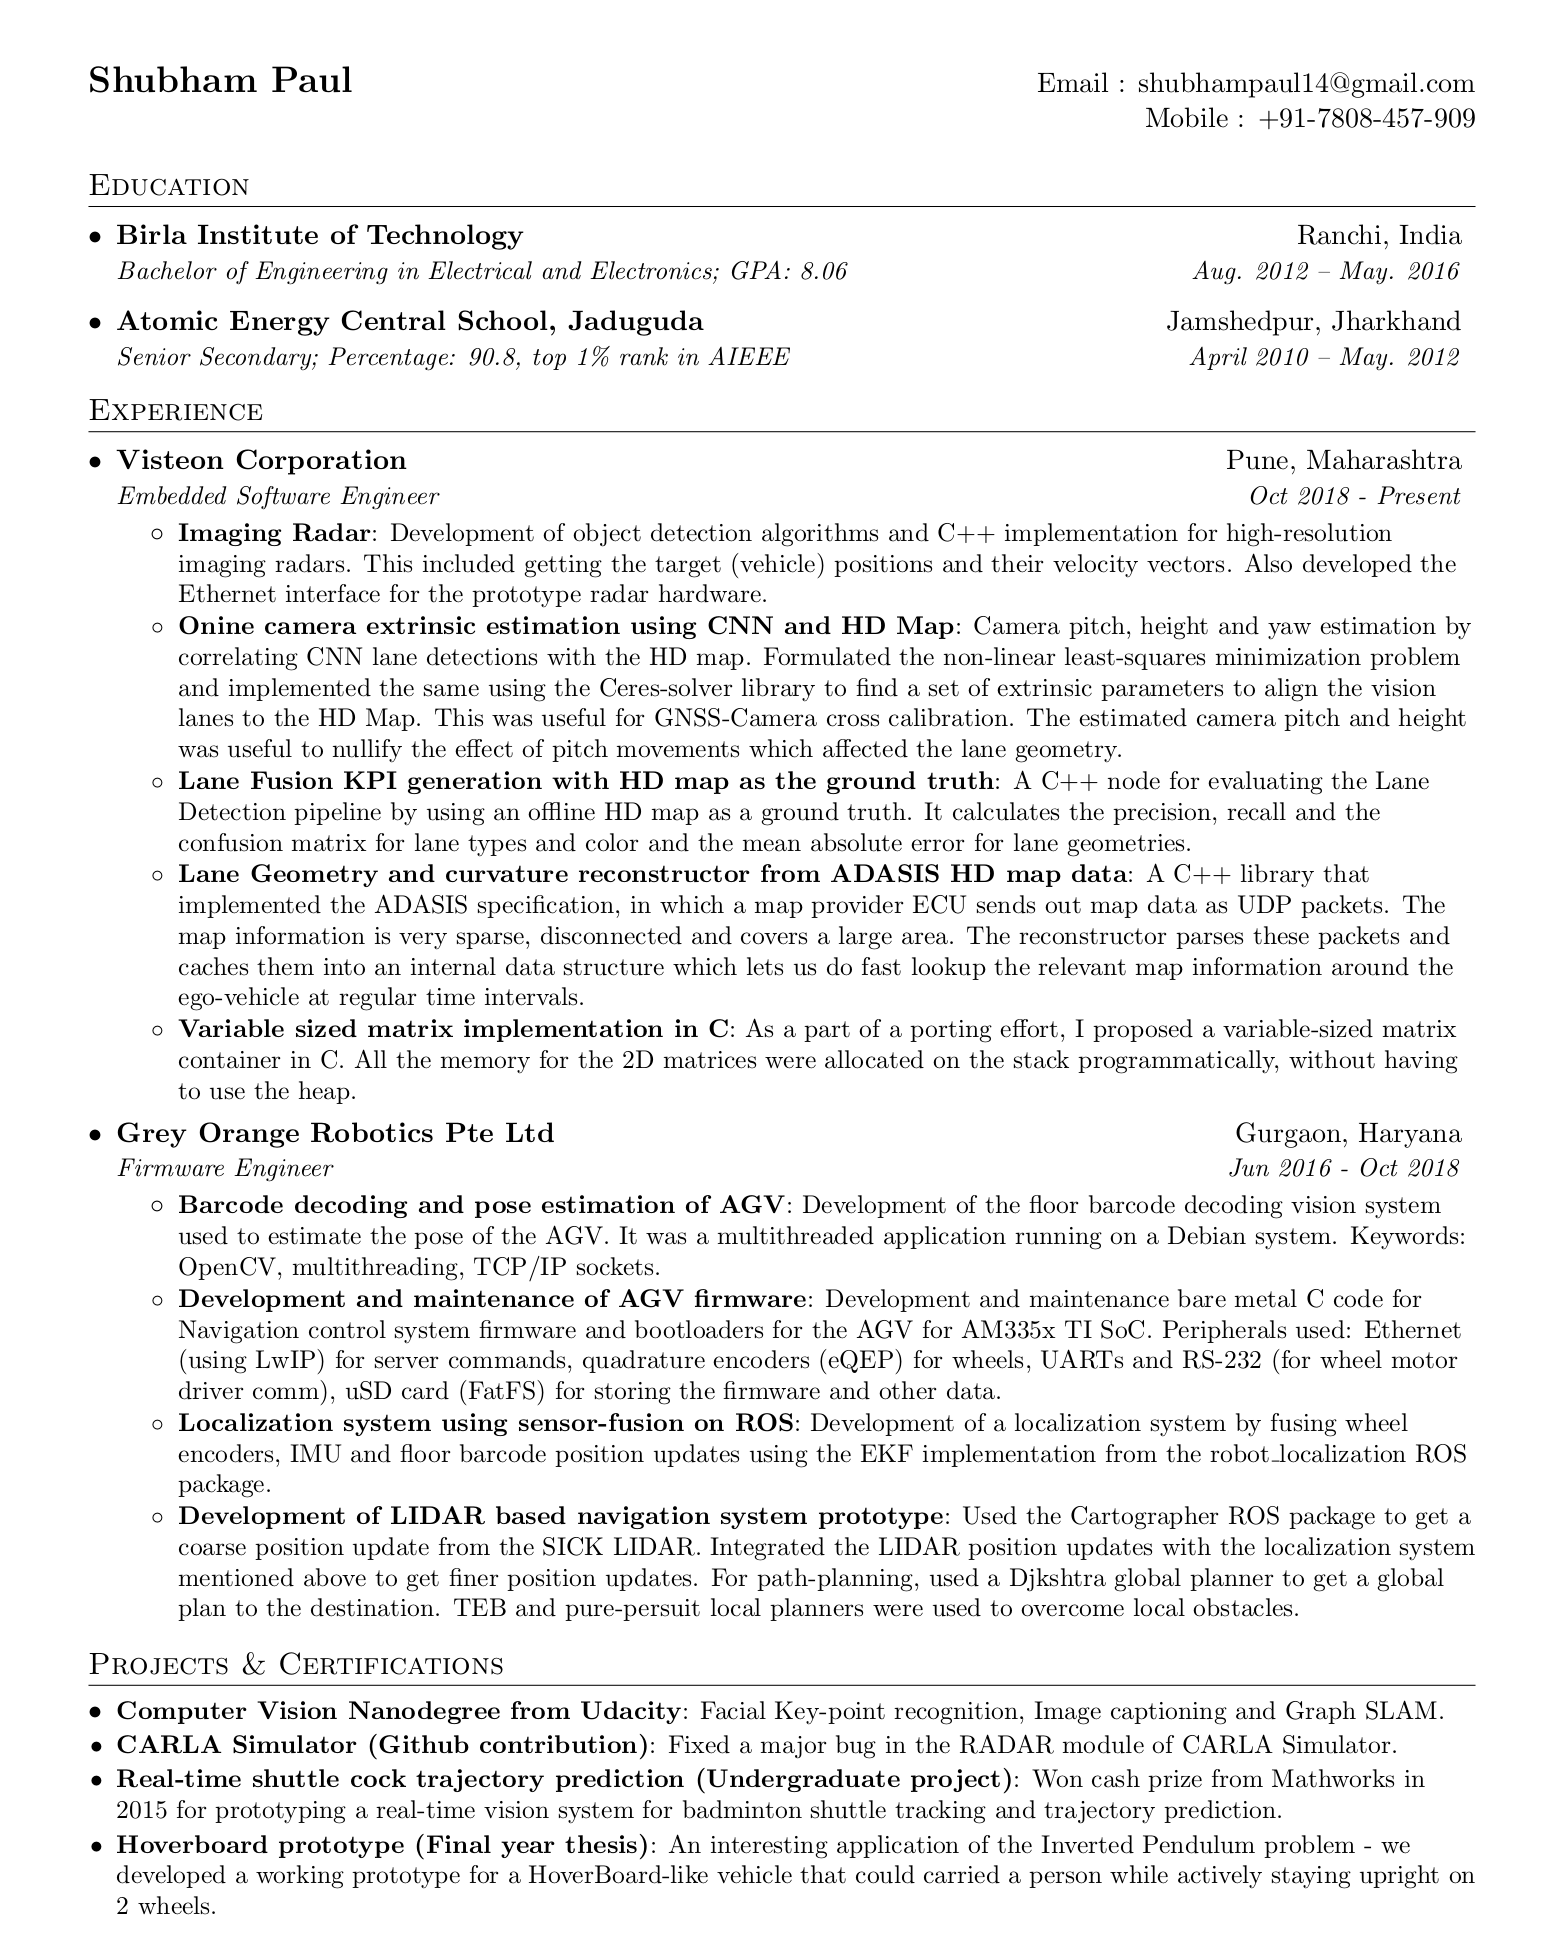 Shubham Paul
Email : shubhampaul14@gmail.com
Mobile : +91-7808-457-909
Education
• Birla Institute of Technology
Ranchi, India
Bachelor of Engineering in Electrical and Electronics; GPA: 8.06
Aug. 2012 – May. 2016
• Atomic Energy Central School, Jaduguda
Jamshedpur, Jharkhand
Senior Secondary; Percentage: 90.8, top 1% rank in AIEEE
April 2010 – May. 2012
Experience
• Visteon Corporation
Pune, Maharashtra
Embedded Software Engineer
Oct 2018 - Present
◦ Imaging Radar: Development of object detection algorithms and C++ implementation for high-resolution
imaging radars. This included getting the target (vehicle) positions and their velocity vectors. Also developed the
Ethernet interface for the prototype radar hardware.
◦ Onine camera extrinsic estimation using CNN and HD Map: Camera pitch, height and yaw estimation by
correlating CNN lane detections with the HD map. Formulated the non-linear least-squares minimization problem
and implemented the same using the Ceres-solver library to find a set of extrinsic parameters to align the vision
lanes to the HD Map. This was useful for GNSS-Camera cross calibration. The estimated camera pitch and height
was useful to nullify the effect of pitch movements which affected the lane geometry.
◦ Lane Fusion KPI generation with HD map as the ground truth: A C++ node for evaluating the Lane
Detection pipeline by using an offline HD map as a ground truth. It calculates the precision, recall and the
confusion matrix for lane types and color and the mean absolute error for lane geometries.
◦ Lane Geometry and curvature reconstructor from ADASIS HD map data: A C++ library that
implemented the ADASIS specification, in which a map provider ECU sends out map data as UDP packets. The
map information is very sparse, disconnected and covers a large area. The reconstructor parses these packets and
caches them into an internal data structure which lets us do fast lookup the relevant map information around the
ego-vehicle at regular time intervals.
◦ Variable sized matrix implementation in C: As a part of a porting effort, I proposed a variable-sized matrix
container in C. All the memory for the 2D matrices were allocated on the stack programmatically, without having
to use the heap.
• Grey Orange Robotics Pte Ltd
Gurgaon, Haryana
Firmware Engineer
Jun 2016 - Oct 2018
◦ Barcode decoding and pose estimation of AGV: Development of the floor barcode decoding vision system
used to estimate the pose of the AGV. It was a multithreaded application running on a Debian system. Keywords:
OpenCV, multithreading, TCP/IP sockets.
◦ Development and maintenance of AGV firmware: Development and maintenance bare metal C code for
Navigation control system firmware and bootloaders for the AGV for AM335x TI SoC. Peripherals used: Ethernet
(using LwIP) for server commands, quadrature encoders (eQEP) for wheels, UARTs and RS-232 (for wheel motor
driver comm), uSD card (FatFS) for storing the firmware and other data.
◦ Localization system using sensor-fusion on ROS: Development of a localization system by fusing wheel
encoders, IMU and floor barcode position updates using the EKF implementation from the robot_localization ROS
package.
◦ Development of LIDAR based navigation system prototype: Used the Cartographer ROS package to get a
coarse position update from the SICK LIDAR. Integrated the LIDAR position updates with the localization system
mentioned above to get finer position updates. For path-planning, used a Djkshtra global planner to get a global
plan to the destination. TEB and pure-persuit local planners were used to overcome local obstacles.
Projects & Certifications
• Computer Vision Nanodegree from Udacity: Facial Key-point recognition, Image captioning and Graph SLAM.
• CARLA Simulator (Github contribution): Fixed a major bug in the RADAR module of CARLA Simulator.
• Real-time shuttle cock trajectory prediction (Undergraduate project): Won cash prize from Mathworks in
2015 for prototyping a real-time vision system for badminton shuttle tracking and trajectory prediction.
• Hoverboard prototype (Final year thesis): An interesting application of the Inverted Pendulum problem - we
developed a working prototype for a HoverBoard-like vehicle that could carried a person while actively staying upright on
2 wheels.